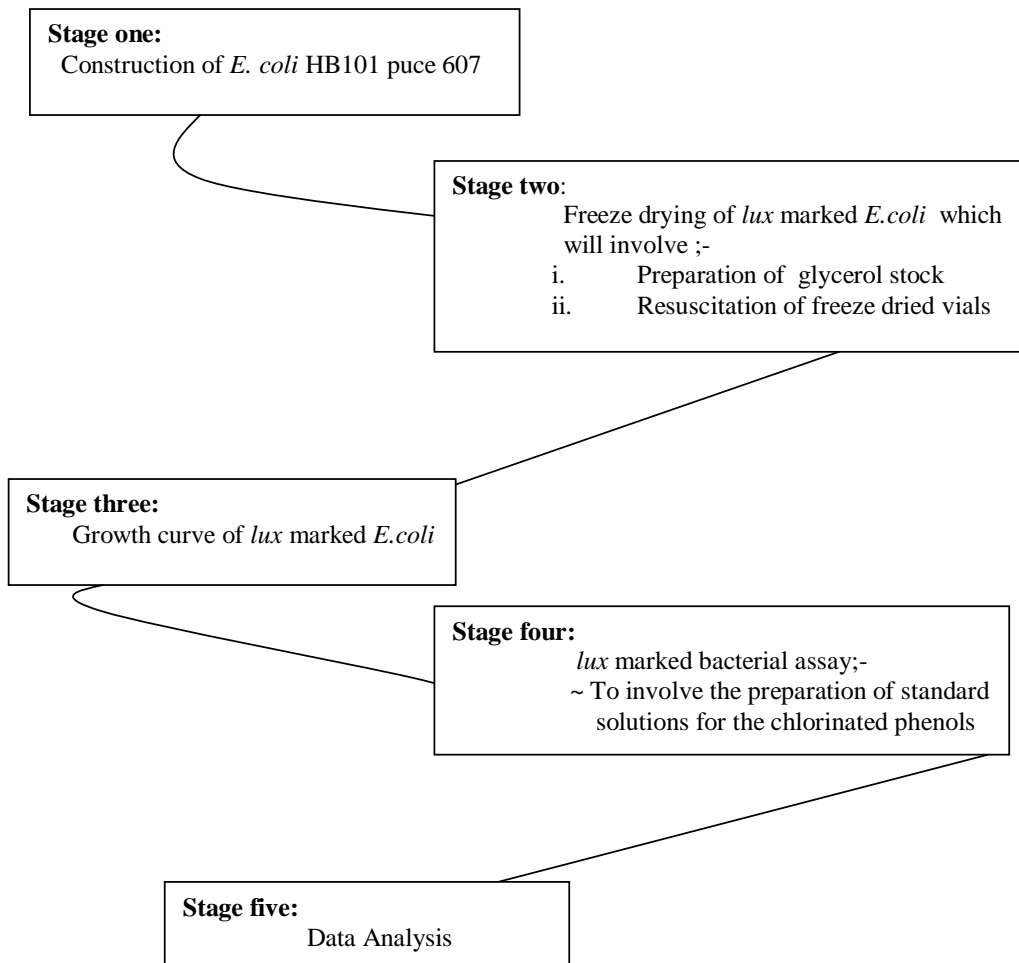 Stage one:
Construction of E. coli HB101 puce 607
Stage two:
Freeze drying of lux marked E.coli which
will involve ;-
i. Preparation of glycerol stock
ii. Resuscitation of freeze dried vials
Stage three:
Growth curve of lux marked E.coli
Stage four:
lux marked bacterial assay;-
~ To involve the preparation of standard
solutions for the chlorinated phenols
Stage five:
Data Analysis